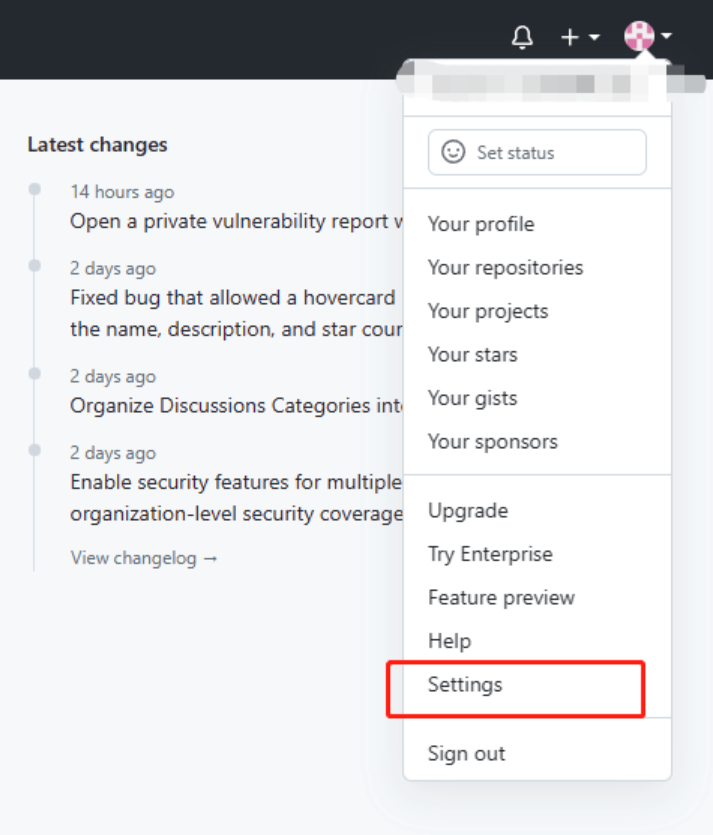 Latest changes
14 hours ago
Open a private vulnerability report
2 days ago
Fixed bug that allowed a hovercard
the name, description, and star
2 days ago
Organize Discussions Categories
2 days ago
Enable security features for multiple
organization-level security coverage
View changelog →
Set status
Your profile
Your repositories
Your projects
Your stars
Your gists
Your sponsors
Upgrade
Try Enterprise
Feature preview
Help
Settings
Sign out